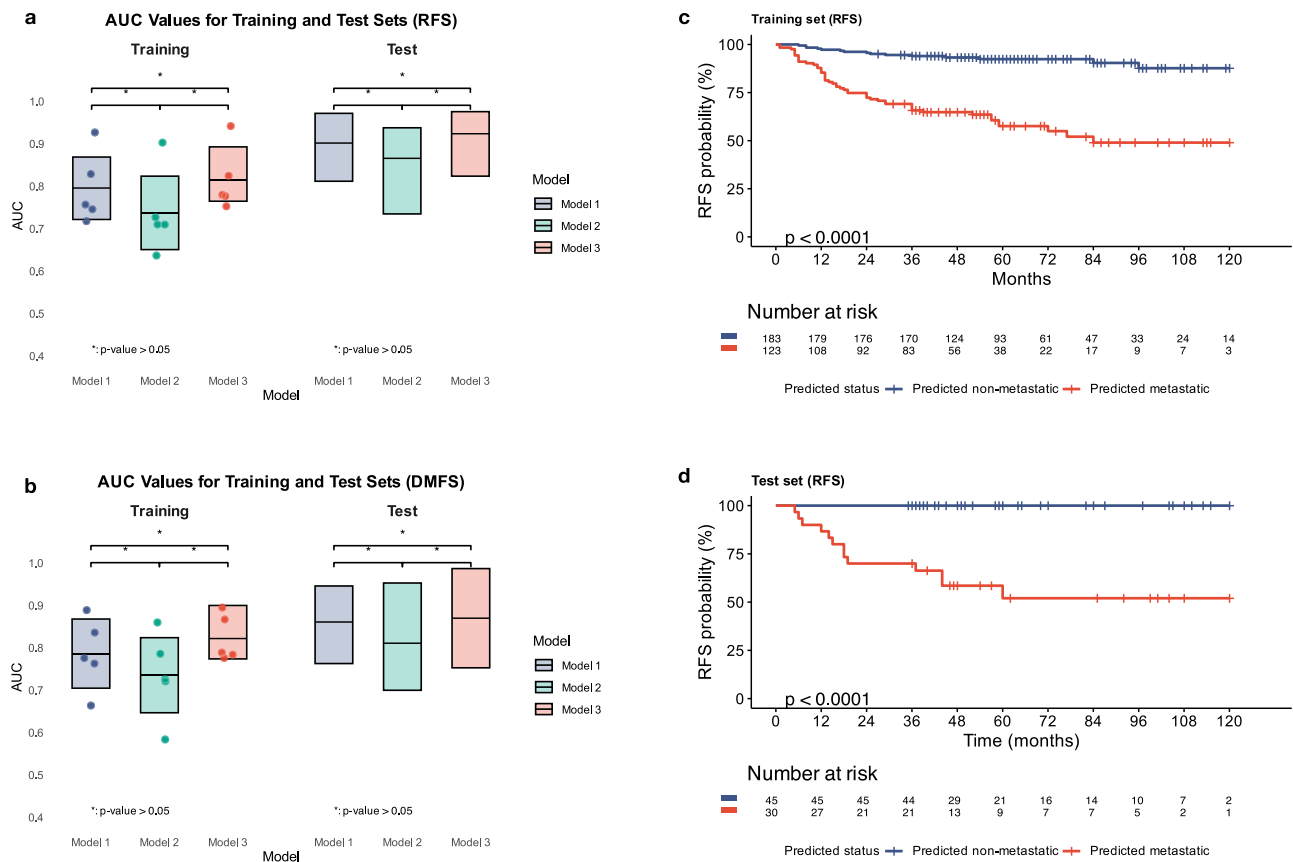 a
AUC Values for Training and Test Sets (RFS)
Training
Test
*
*
* *
* *
1.0
0.9
0.8
0.7
0.6
0.5
0.4
AUC
*: p-value > 0.05
*: p-value > 0.05
Model 1 Model 2 Model 3
Model 1 Model 2 Model 3
Model
Model
Model 1
Model 2
Model 3
b
AUC Values for Training and Test Sets (DMFS)
Training
Test
*
*
* *
* *
1.0
0.9
0.8
0.7
0.6
0.5
0.4
AUC
*: p-value > 0.05
*: p-value > 0.05
Model 1 Model 2 Model 3
Model 1 Model 2 Model 3
Model
Model
Model 1
Model 2
Model 3
c
Training set (RFS)
RFS probability (%)
100
75
50
25
0
p < 0.0001
0 12 24 36 48 60 72 84 96 108 120
Months
Number at risk
183 179 176 170 124 93 61 47 33 24 14
123 108 92 83 56 38 22 17 9 7 3
Predicted status Predicted non-metastatic Predicted metastatic
d
Test set (RFS)
RFS probability (%)
100
75
50
25
0
p < 0.0001
0 12 24 36 48 60 72 84 96 108 120
Time (months)
Number at risk
45 45 45 44 29 21 16 14 10 7 2
30 27 21 21 13 9 7 7 5 2 1
Predicted status Predicted non-metastatic Predicted metastatic